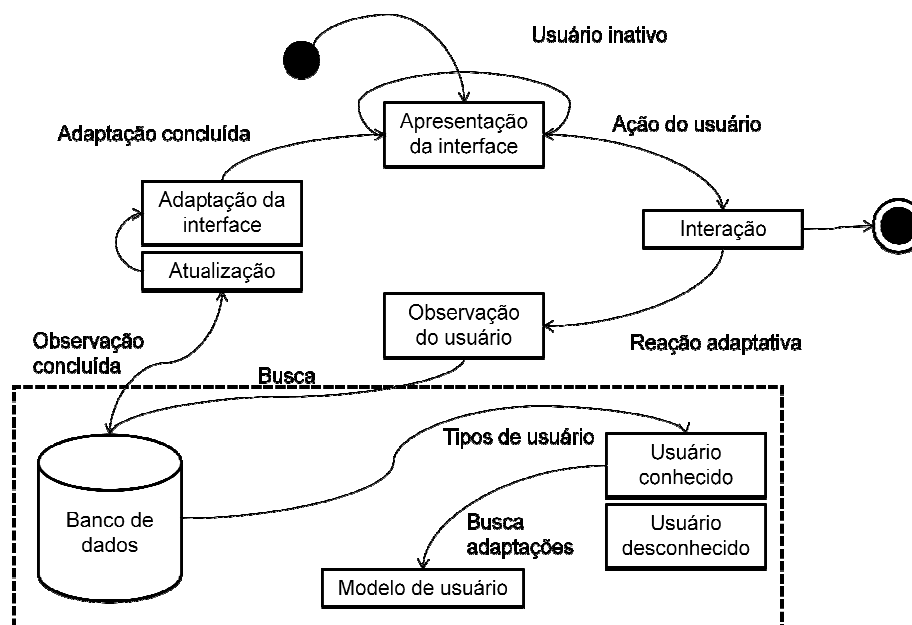 Usuário inativo
Apresentação
da interface
Adaptação concluída
Ação do usuário
Adaptação da
interface
Interação
Atualização
Observação
do usuário
Observação
concluída
Reação adaptativa
Busca
Tipos de usuário
Usuário
conhecido
Banco de
dados
Busca
adaptações
Usuário
desconhecido
Modelo de usuário